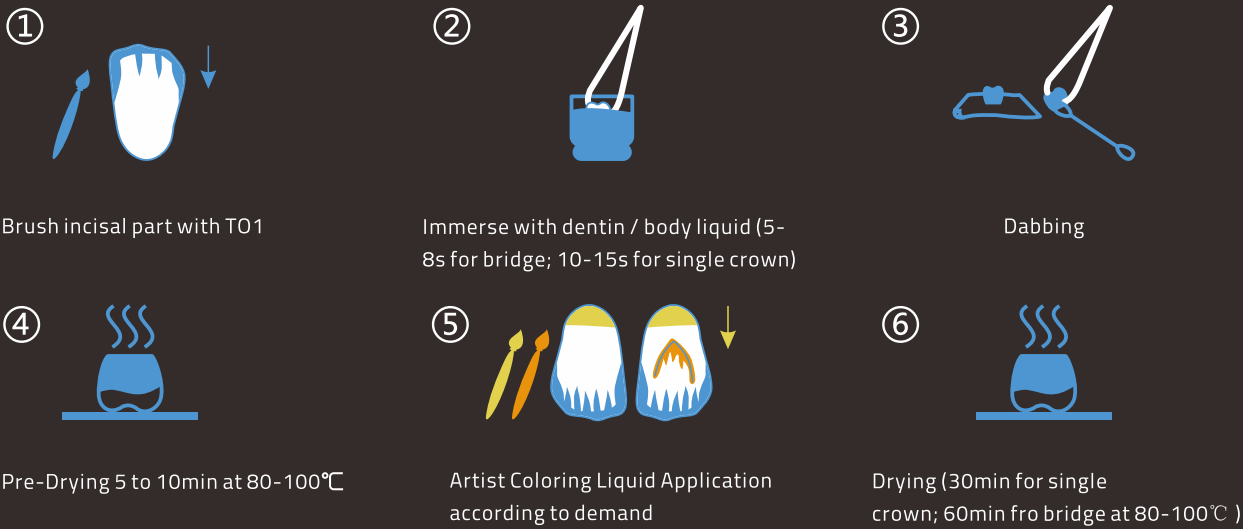 ①
Brush incisal part with TO1
②
Immerse with dentin / body liquid (5-
8s for bridge; 10-15s for single crown)
③
Dabbing
④
Pre-Drying 5 to 10min at 80-100℃
⑤
Artist Coloring Liquid Application
according to demand
⑥
Drying (30min for single
crown; 60min fro bridge at 80-100℃ )